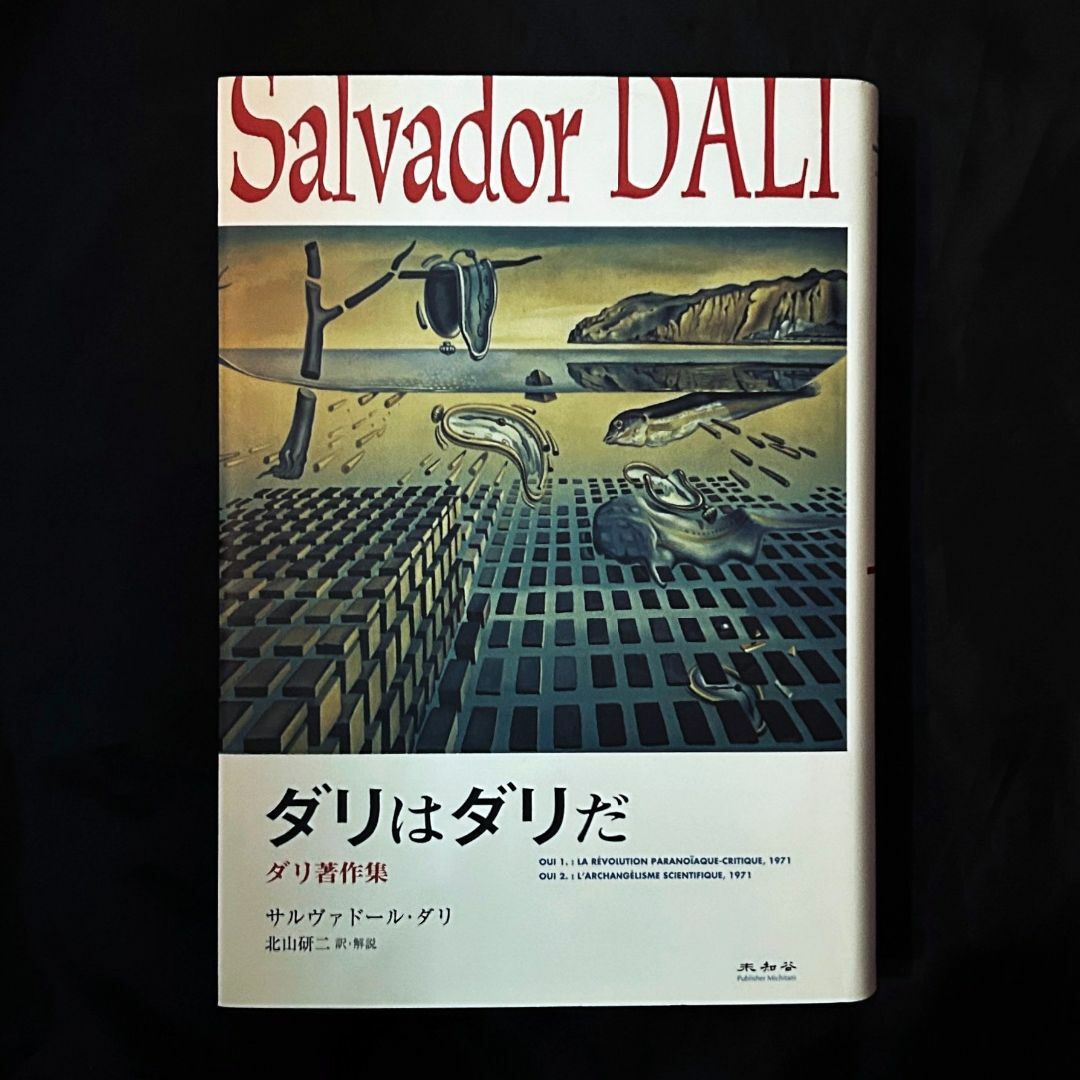 Salvador DALI
ダリはダリだ
ダリ著作集
OUI 1. : LA RÉVOLUTION PARANOÏAQUE-CRITIQUE, 1971
OUI 2. : L'ARCHANGÉLISME SCIENTIFIQUE, 1971
サルヴァドール・ダリ
北山研二 訳・解説
未知谷
Publisher Michitani